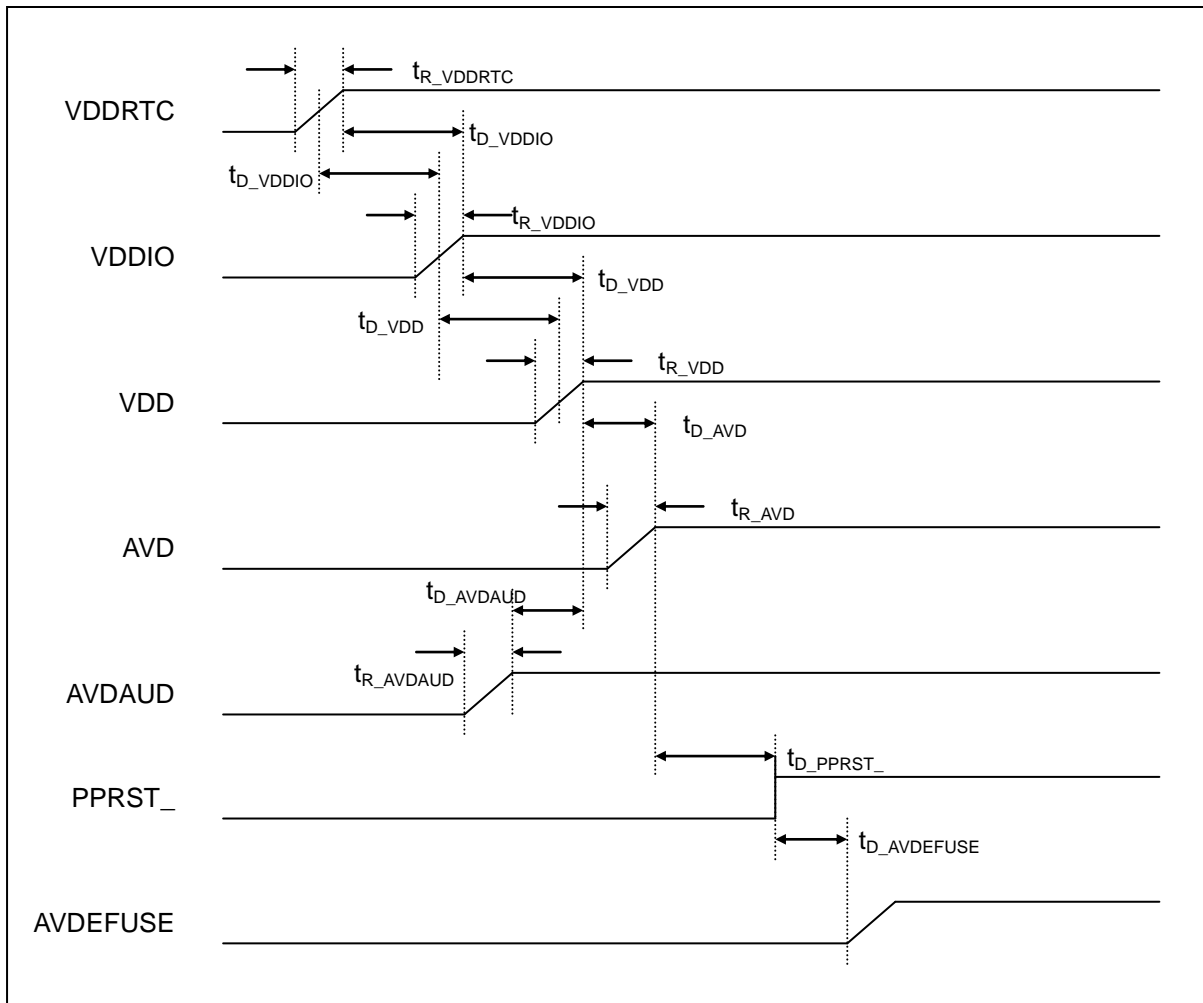 t_R_VDDRTC
VDDRTC
t_D_VDDIO
t_D_VDDIO
t_R_VDDIO
VDDIO
t_D_VDD
t_D_VDD
t_R_VDD
VDD
t_D_AVD
t_R_AVD
AVD
t_D_AVDAUD
t_R_AVDAUD
AVDAUD
t_D_PPRST_
PPRST_
t_D_AVDEFUSE
AVDEFUSE